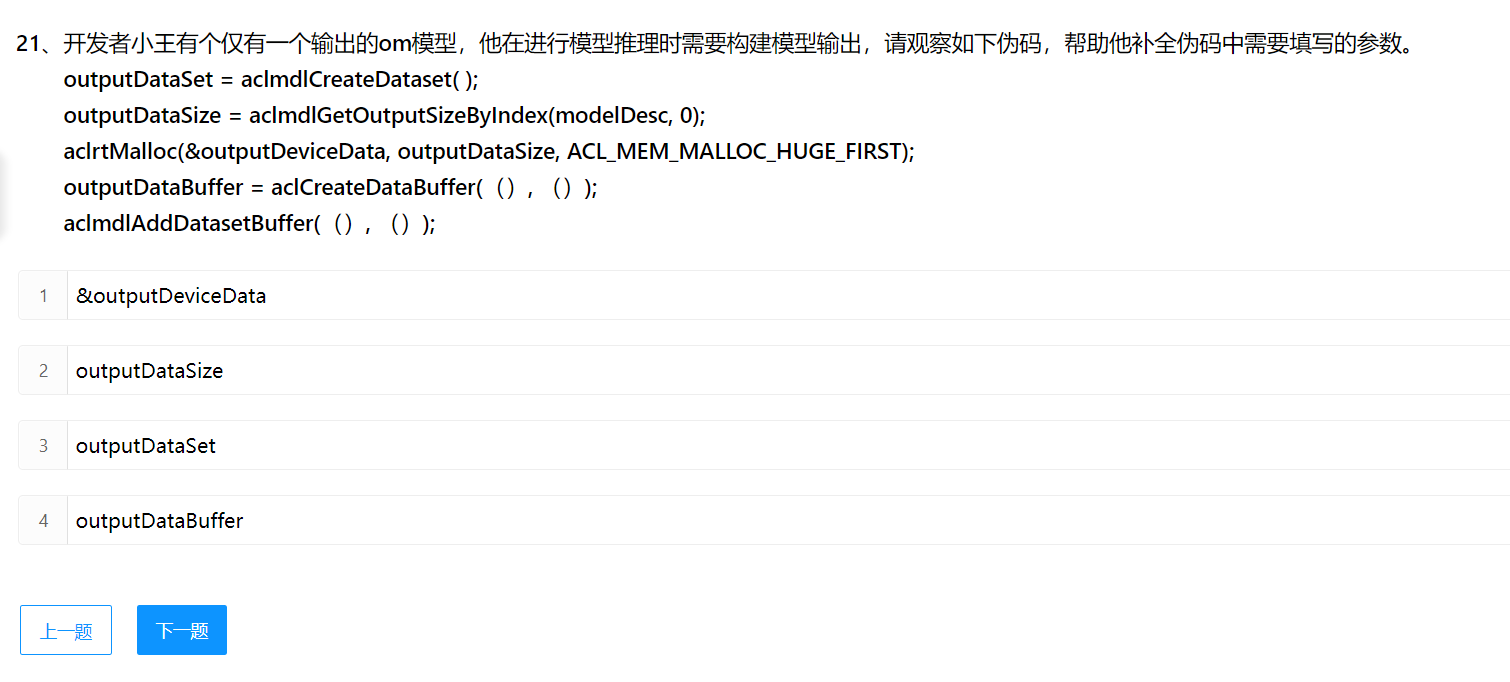 21、开发者小王有个仅有一个输出的om模型，他在进行模型推理时需要构建模型输出，请观察如下伪码，帮助他补全伪码中需要填写的参数。
outputDataSet = aclmdlCreateDataset( );
outputDataSize = aclmdlGetOutputSizeByIndex(modelDesc, 0);
aclrtMalloc(&outputDeviceData, outputDataSize, ACL_MEM_MALLOC_HUGE_FIRST);
outputDataBuffer = aclCreateDataBuffer( （），（）);
aclmdlAddDatasetBuffer( （），（）);
1 &outputDeviceData
2 outputDataSize
3 outputDataSet
4 outputDataBuffer
上一题 下一题